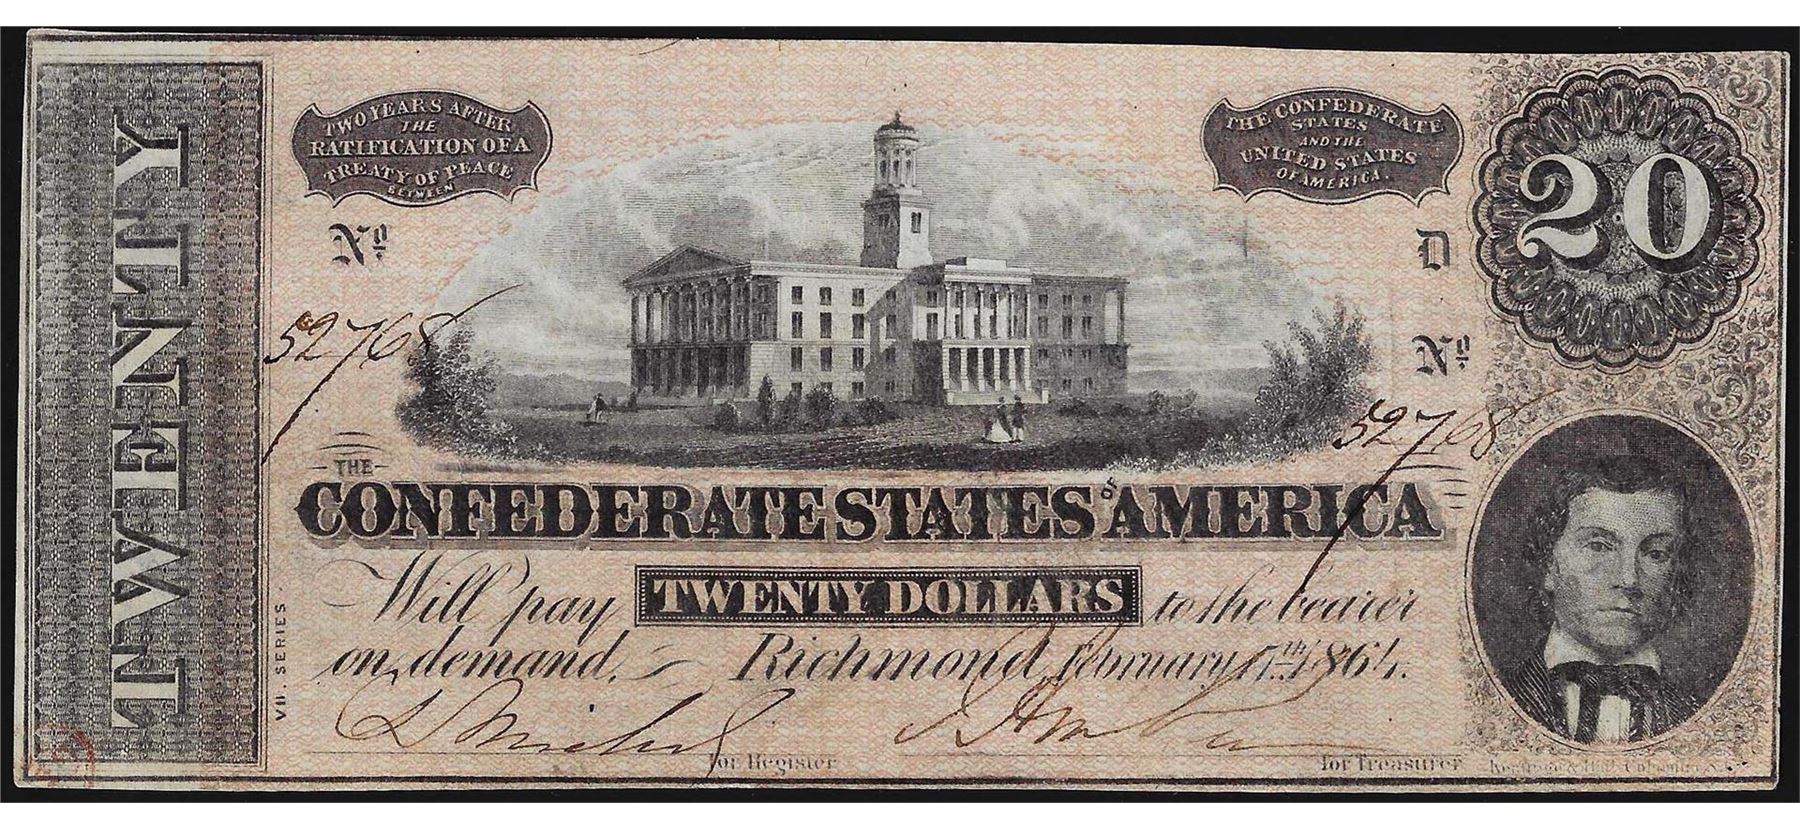 TWENTY
TWO YEARS AFTER
THE
RATIFICATION OF A
TREATY OF PEACE
BETWEEN
THE CONFEDERATE
STATES
AND THE
UNITED STATES
OF AMERICA.
20
Nº
D
52768
Nº
52768
THE
CONFEDERATE STATES OF AMERICA
Will pay TWENTY DOLLARS to the bearer
on demand. Richmond, February 17th 1864.
VII. SERIES.
for Register
for Treasurer